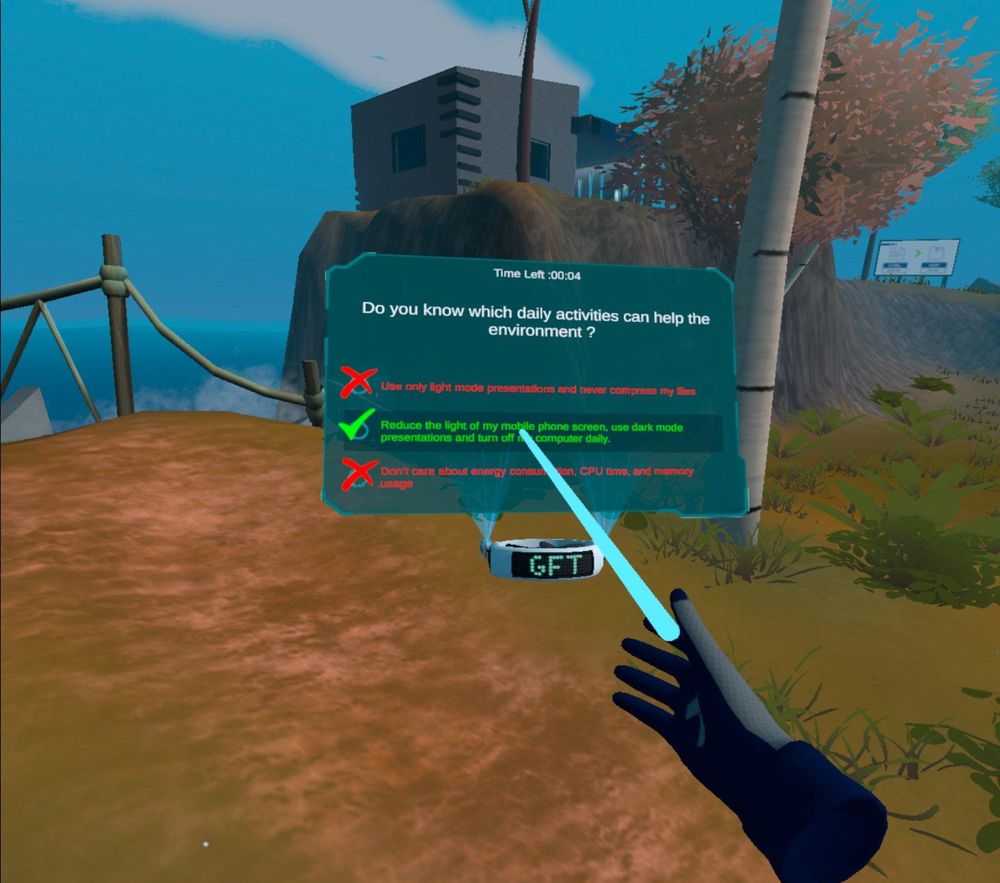 Time Left :00:04
Do you know which daily activities can help the
environment ?
Use only light mode presentations and never compress my files
Reduce the light of my mobile phone screen, use dark mode
presentations and turn off computer daily.
Don't care about energy CPU time, and memory
usage
GFT